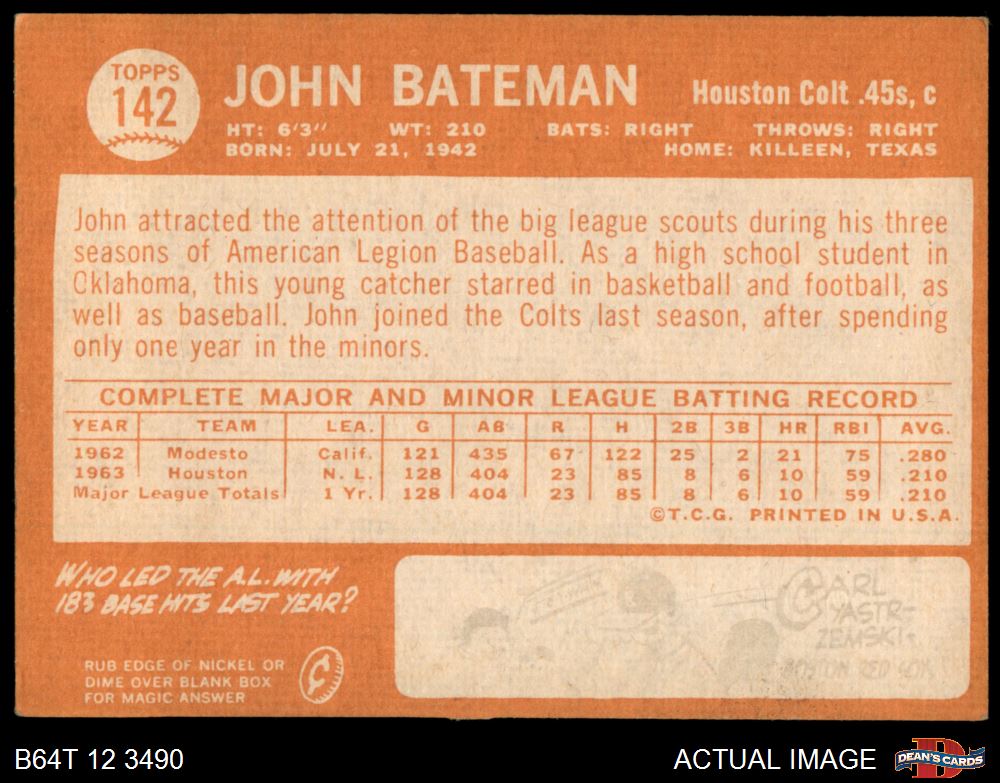 TOPPS
142
JOHN BATEMAN
Houston Colt .45s, c
HT: 6'3" WT: 210 BATS: RIGHT THROWS: RIGHT
BORN: JULY 21, 1942 HOME: KILLEEN, TEXAS
John attracted the attention of the big league scouts during his three
seasons of American Legion Baseball. As a high school student in
Oklahoma, this young catcher starred in basketball and football, as
well as baseball. John joined the Colts last season, after spending
only one year in the minors.
COMPLETE MAJOR AND MINOR LEAGUE BATTING RECORD
YEAR TEAM LEA. G AB R H 2B 3B HR RBI AVG.
1962 Modesto Calif. 121 435 67 122 25 2 21 75 .280
1963 Houston N. L. 128 404 23 85 8 6 10 59 .210
Major League Totals 1 Yr. 128 404 23 85 8 6 10 59 .210
©T.C.G. PRINTED IN U.S.A.
WHO LED THE A.L. WITH
183 BASE HITS LAST YEAR?
RUB EDGE OF NICKEL OR
DIME OVER BLANK BOX
FOR MAGIC ANSWER
CARL
YASTR-
ZEMSKI
BOSTON RED SOX
B64T 12 3490
ACTUAL IMAGE
DEAN'S CARDS